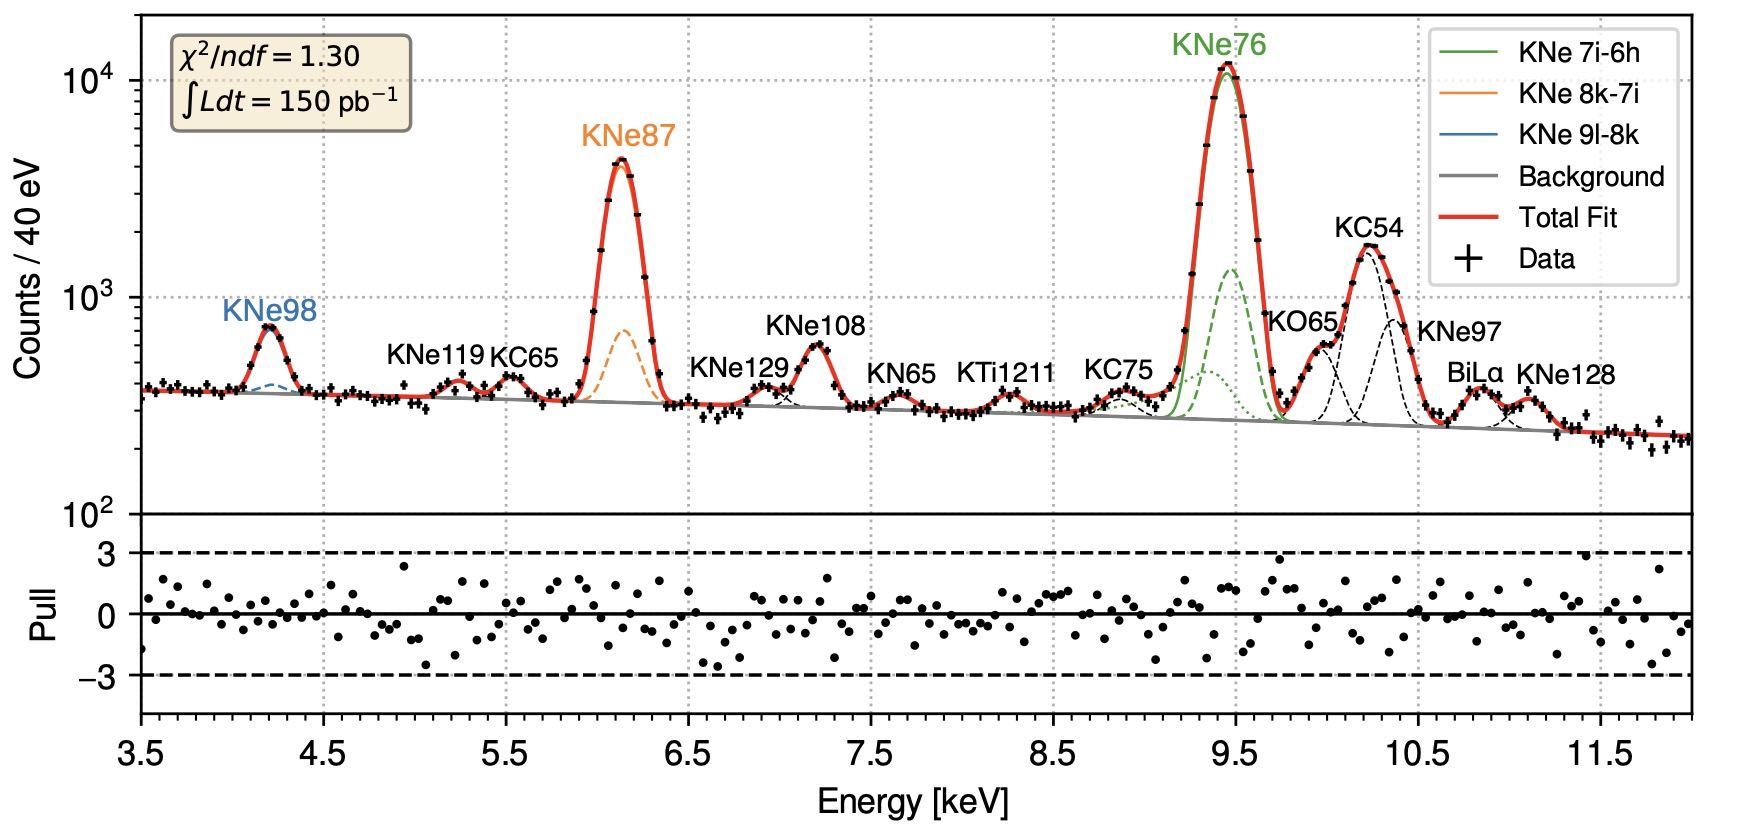 χ²/ndf = 1.30
∫Ldt = 150 pb⁻¹
KNe76
KNe87
KNe98
KNe119
KC65
KNe129
KNe108
KN65
KTi1211
KC75
KO65
KC54
KNe97
BiLα
KNe128
KNe 7i-6h
KNe 8k-7i
KNe 9l-8k
Background
Total Fit
Data
Counts / 40 eV
10⁴
10³
10²
Pull
3
0
−3
3.5 4.5 5.5 6.5 7.5 8.5 9.5 10.5 11.5
Energy [keV]